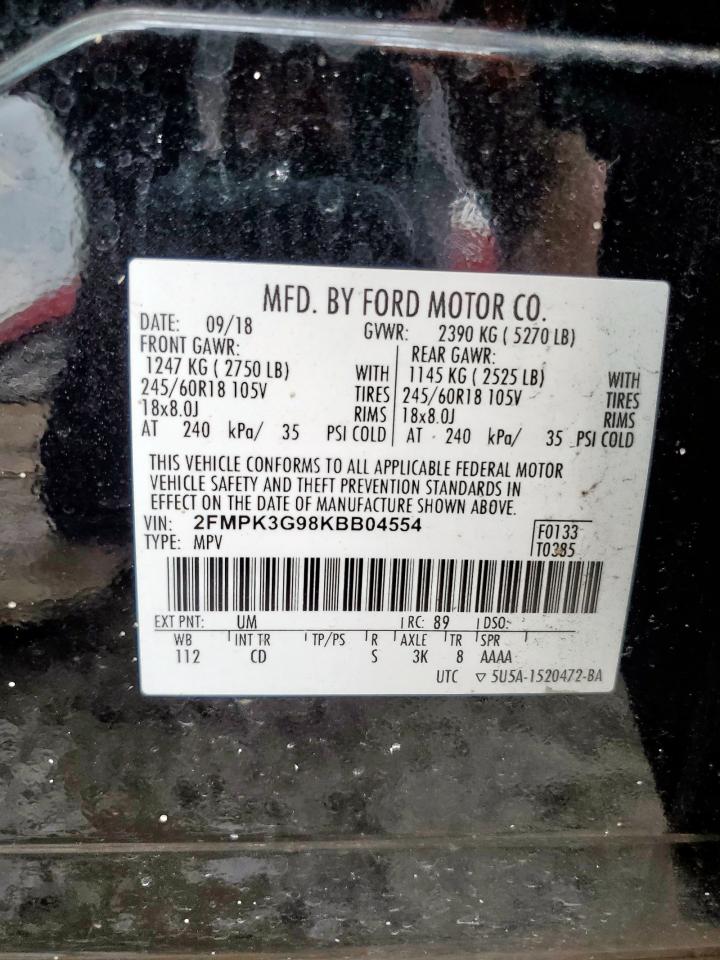 MFD. BY FORD MOTOR CO.
DATE: 09/18 GVWR: 2390 KG ( 5270 LB)
FRONT GAWR: REAR GAWR:
1247 KG ( 2750 LB) WITH 1145 KG ( 2525 LB) WITH
245/60R18 105V TIRES 245/60R18 105V TIRES
18x8.0J RIMS 18x8.0J RIMS
AT 240 kPa/ 35 PSI COLD AT 240 kPa/ 35 PSI COLD
THIS VEHICLE CONFORMS TO ALL APPLICABLE FEDERAL MOTOR
VEHICLE SAFETY AND THEFT PREVENTION STANDARDS IN
EFFECT ON THE DATE OF MANUFACTURE SHOWN ABOVE.
VIN: 2FMPK3G98KBB04554 F0133
TYPE: MPV T0385
EXT PNT: UM RC: 89 DSO:
WB INT TR TP/PS R AXLE TR SPR
112 CD S 3K 8 AAAA
UTC ▽ 5U5A-1520472-BA